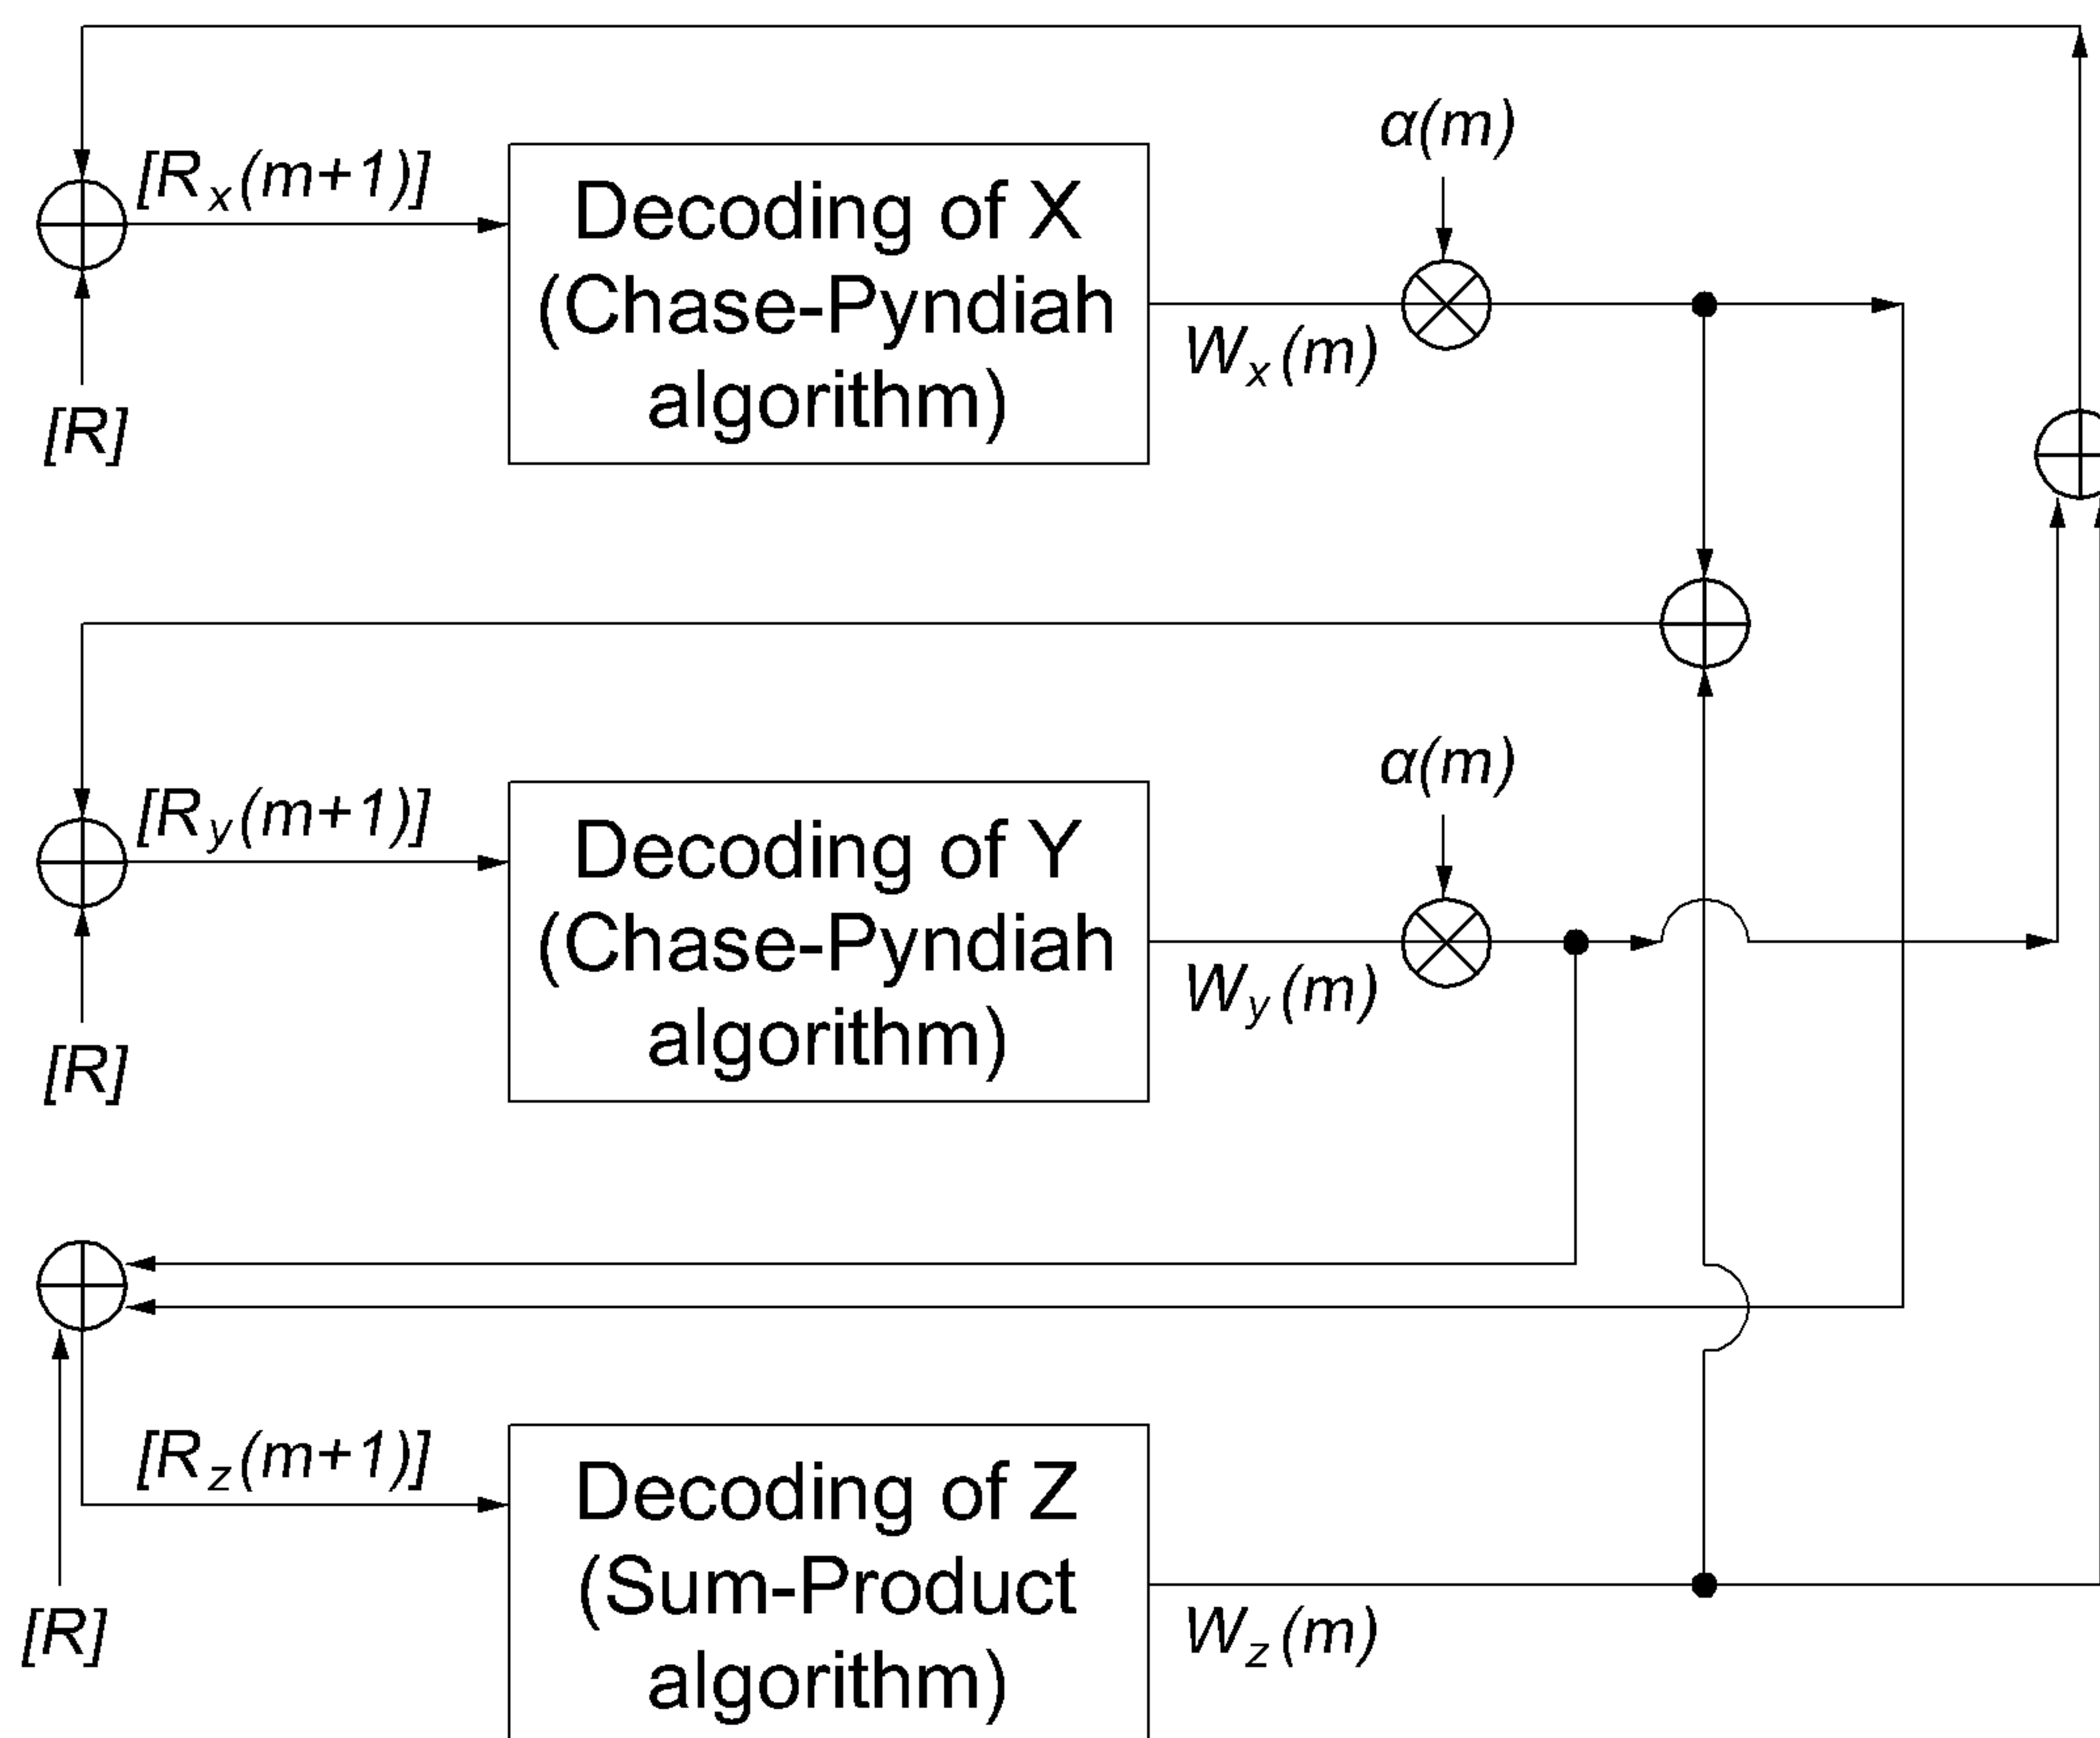 [Rx(m+1)]
Decoding of X
(Chase-Pyndiah
algorithm)
α(m)
Wx(m)
[R]
[Ry(m+1)]
Decoding of Y
(Chase-Pyndiah
algorithm)
α(m)
Wy(m)
[R]
[Rz(m+1)]
Decoding of Z
(Sum-Product
algorithm)
Wz(m)
[R]